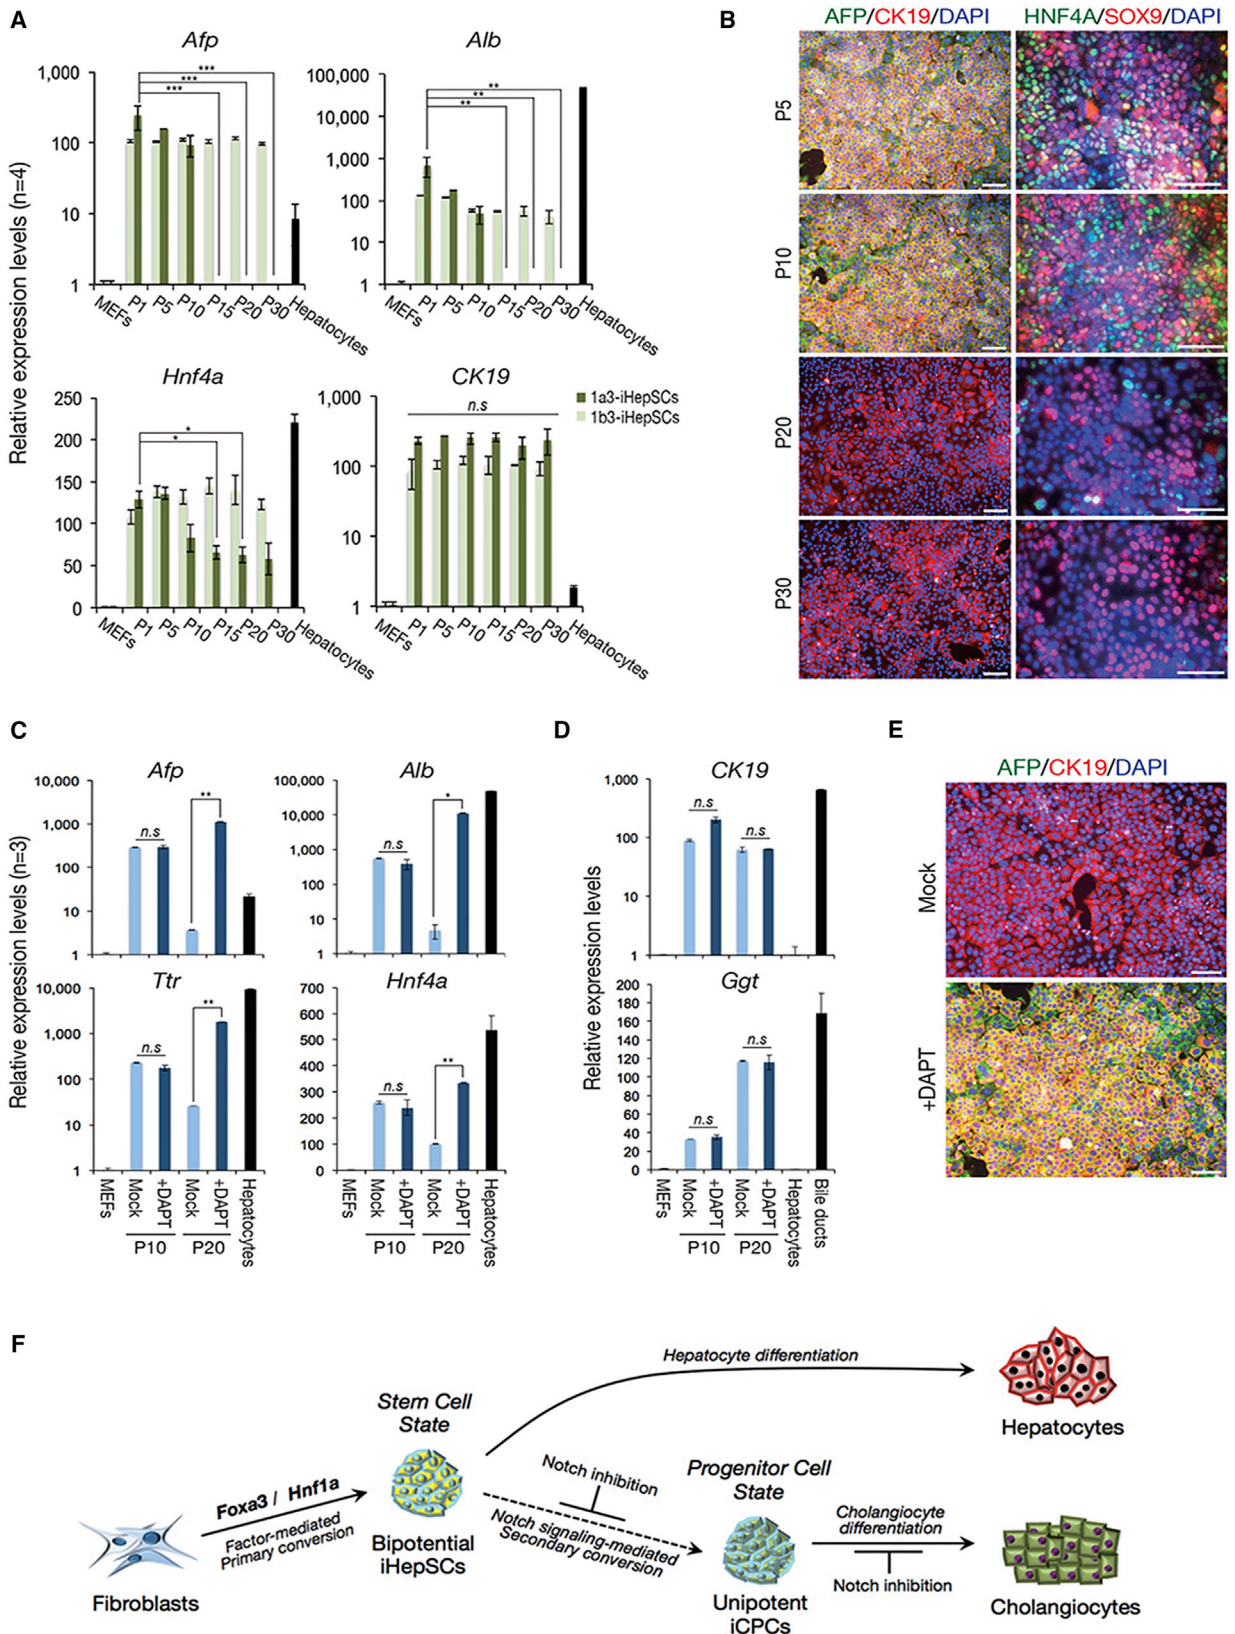 A
Relative expression levels (n=4)
Afp
1,000
100
10
1
***
***
***
MEFs
P1
P5
P10
P15
P20
P30
Hepatocytes
Alb
100,000
10,000
1,000
100
10
1
**
**
**
MEFs
P1
P5
P10
P15
P20
P30
Hepatocytes
Hnf4a
250
200
150
100
50
0
*
*
MEFs
P1
P5
P10
P15
P20
P30
Hepatocytes
CK19
1,000
100
10
1
n.s
1a3-iHepSCs
1b3-iHepSCs
MEFs
P1
P5
P10
P15
P20
P30
Hepatocytes
B
AFP/CK19/DAPI
HNF4A/SOX9/DAPI
P5
P10
P20
P30
C
Relative expression levels (n=3)
Afp
10,000
1,000
100
10
1
n.s
**
Alb
100,000
10,000
1,000
100
10
1
n.s
*
Ttr
10,000
1,000
100
10
1
n.s
**
MEFs
Mock
+DAPT
Mock
+DAPT
Hepatocytes
P10
P20
Hnf4a
700
600
500
400
300
200
100
0
n.s
**
MEFs
Mock
+DAPT
Mock
+DAPT
Hepatocytes
P10
P20
D
Relative expression levels
CK19
1,000
100
10
1
n.s
n.s
Ggt
200
180
160
140
120
100
80
60
40
20
0
n.s
n.s
MEFs
Mock
+DAPT
Mock
+DAPT
Hepatocytes
Bile ducts
P10
P20
E
AFP/CK19/DAPI
Mock
+DAPT
F
Fibroblasts
Foxa3 / Hnf1a
Factor-mediated
Primary conversion
Stem Cell
State
Bipotential
iHepSCs
Hepatocyte differentiation
Hepatocytes
Notch inhibition
Notch signaling-mediated
Secondary conversion
Progenitor Cell
State
Unipotent
iCPCs
Cholangiocyte
differentiation
Notch inhibition
Cholangiocytes